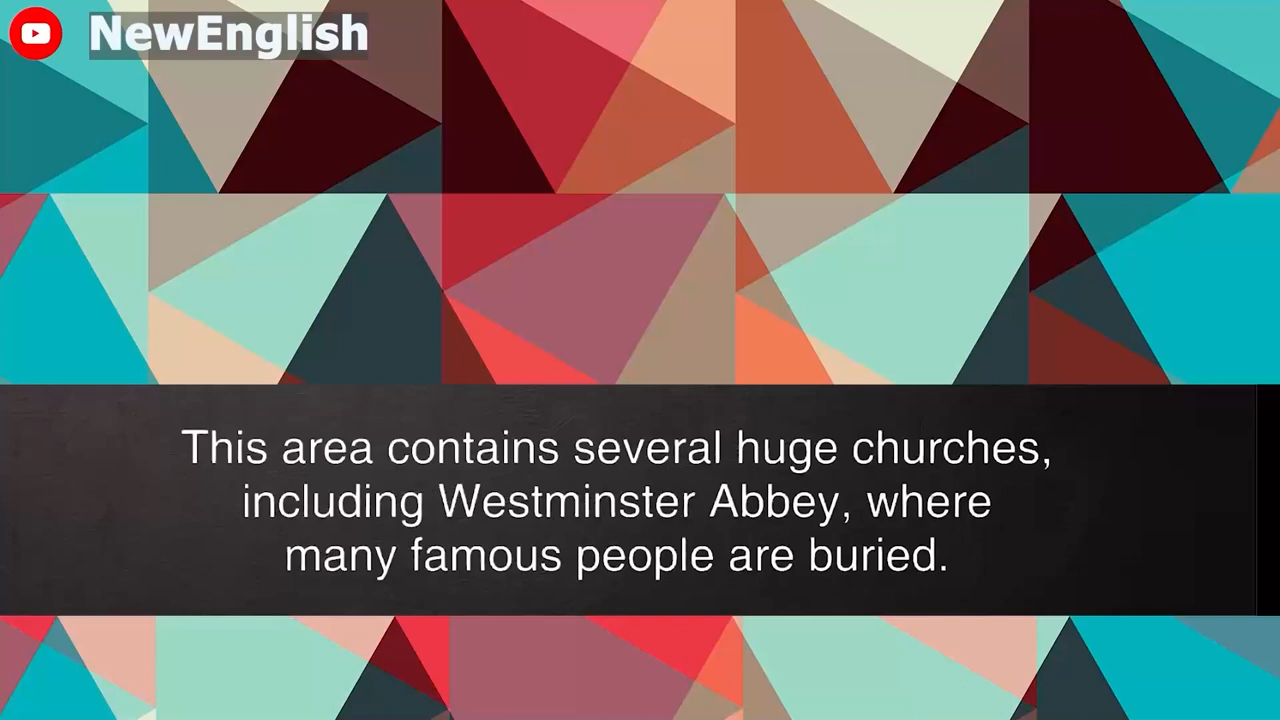 NewEnglish
This area contains several huge churches,
including Westminster Abbey, where
many famous people are buried.